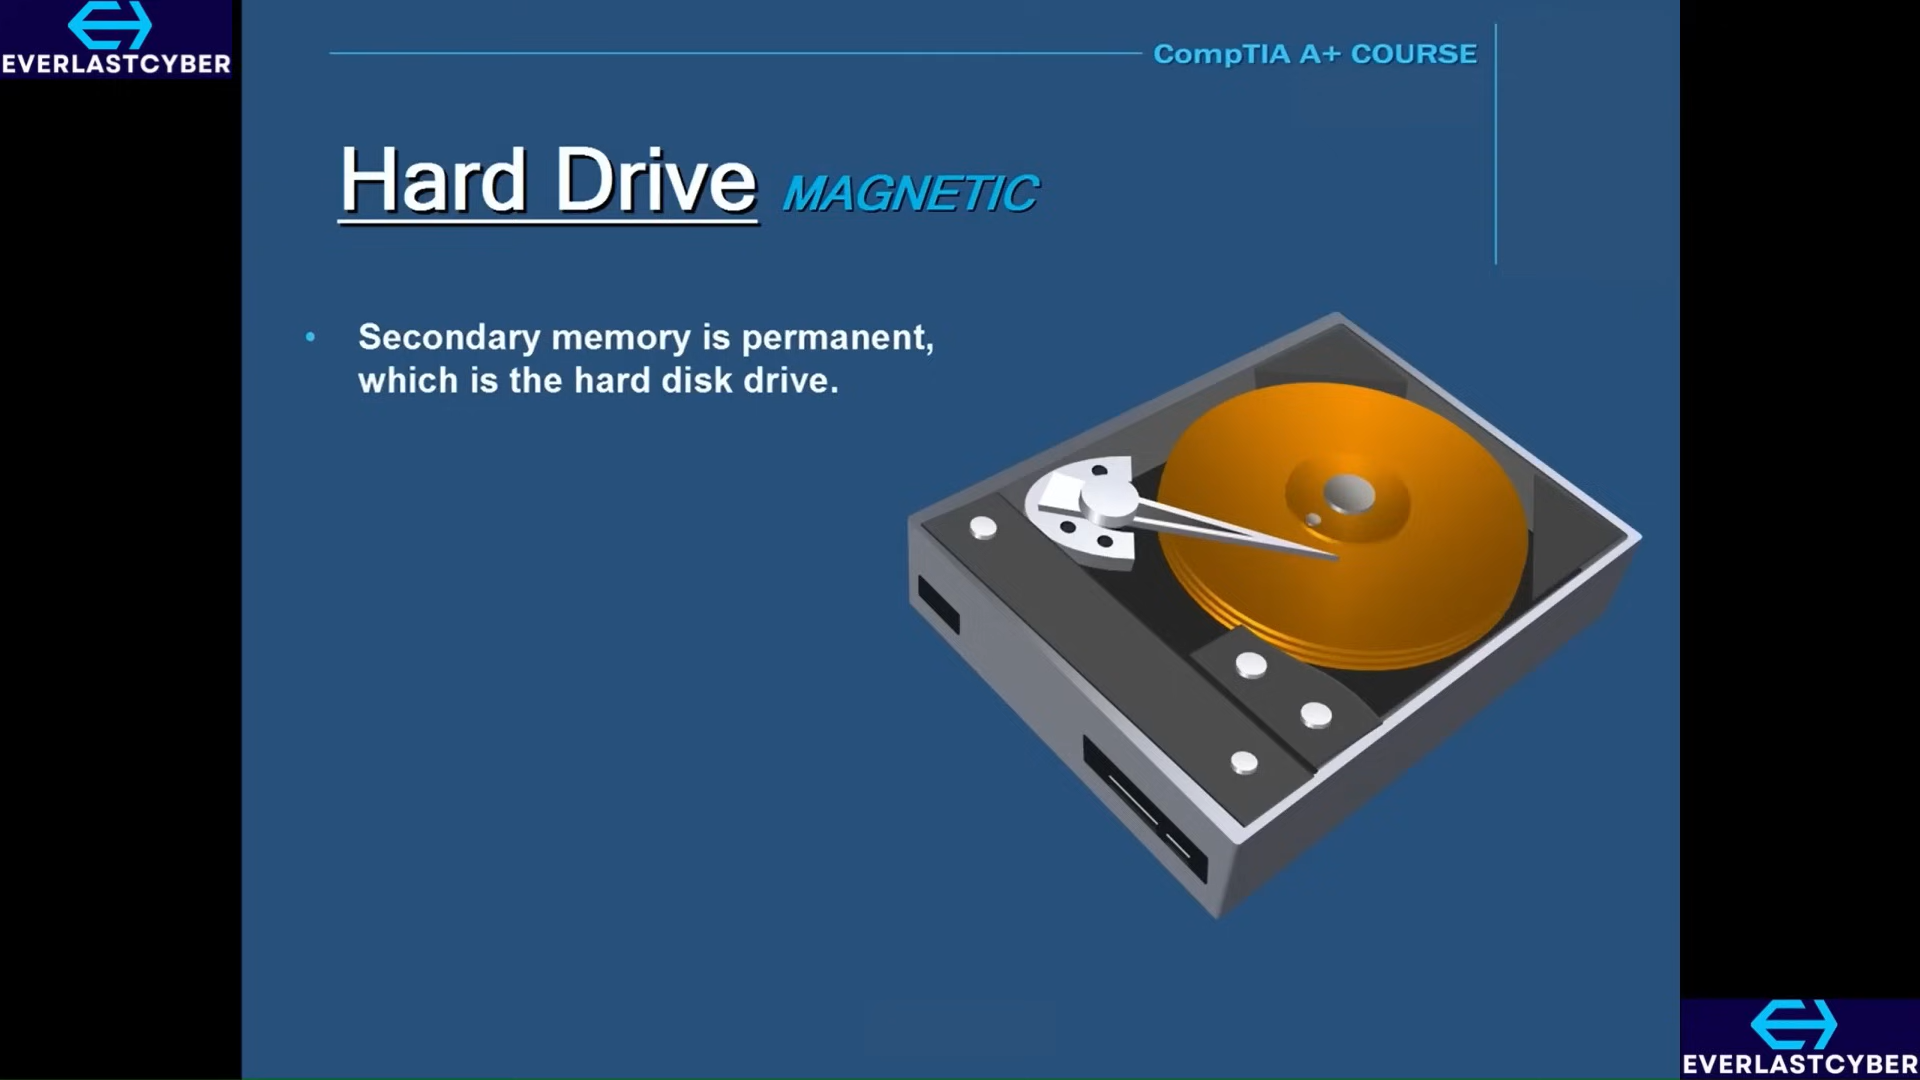 EVERLASTCYBER
CompTIA A+ COURSE
Hard Drive MAGNETIC
• Secondary memory is permanent,
which is the hard disk drive.
EVERLASTCYBER